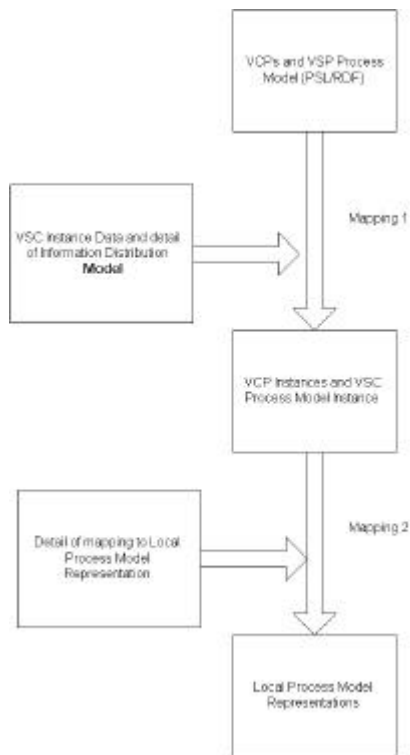 VCPs and VSP Process
Model (PSL/RDF)
Mapping 1
VSC Instance Data and detail
of Information Distribution
Model
VCP Instances and VSC
Process Model Instance
Mapping 2
Detail of mapping to Local
Process Model
Representation
Local Process Model
Representations